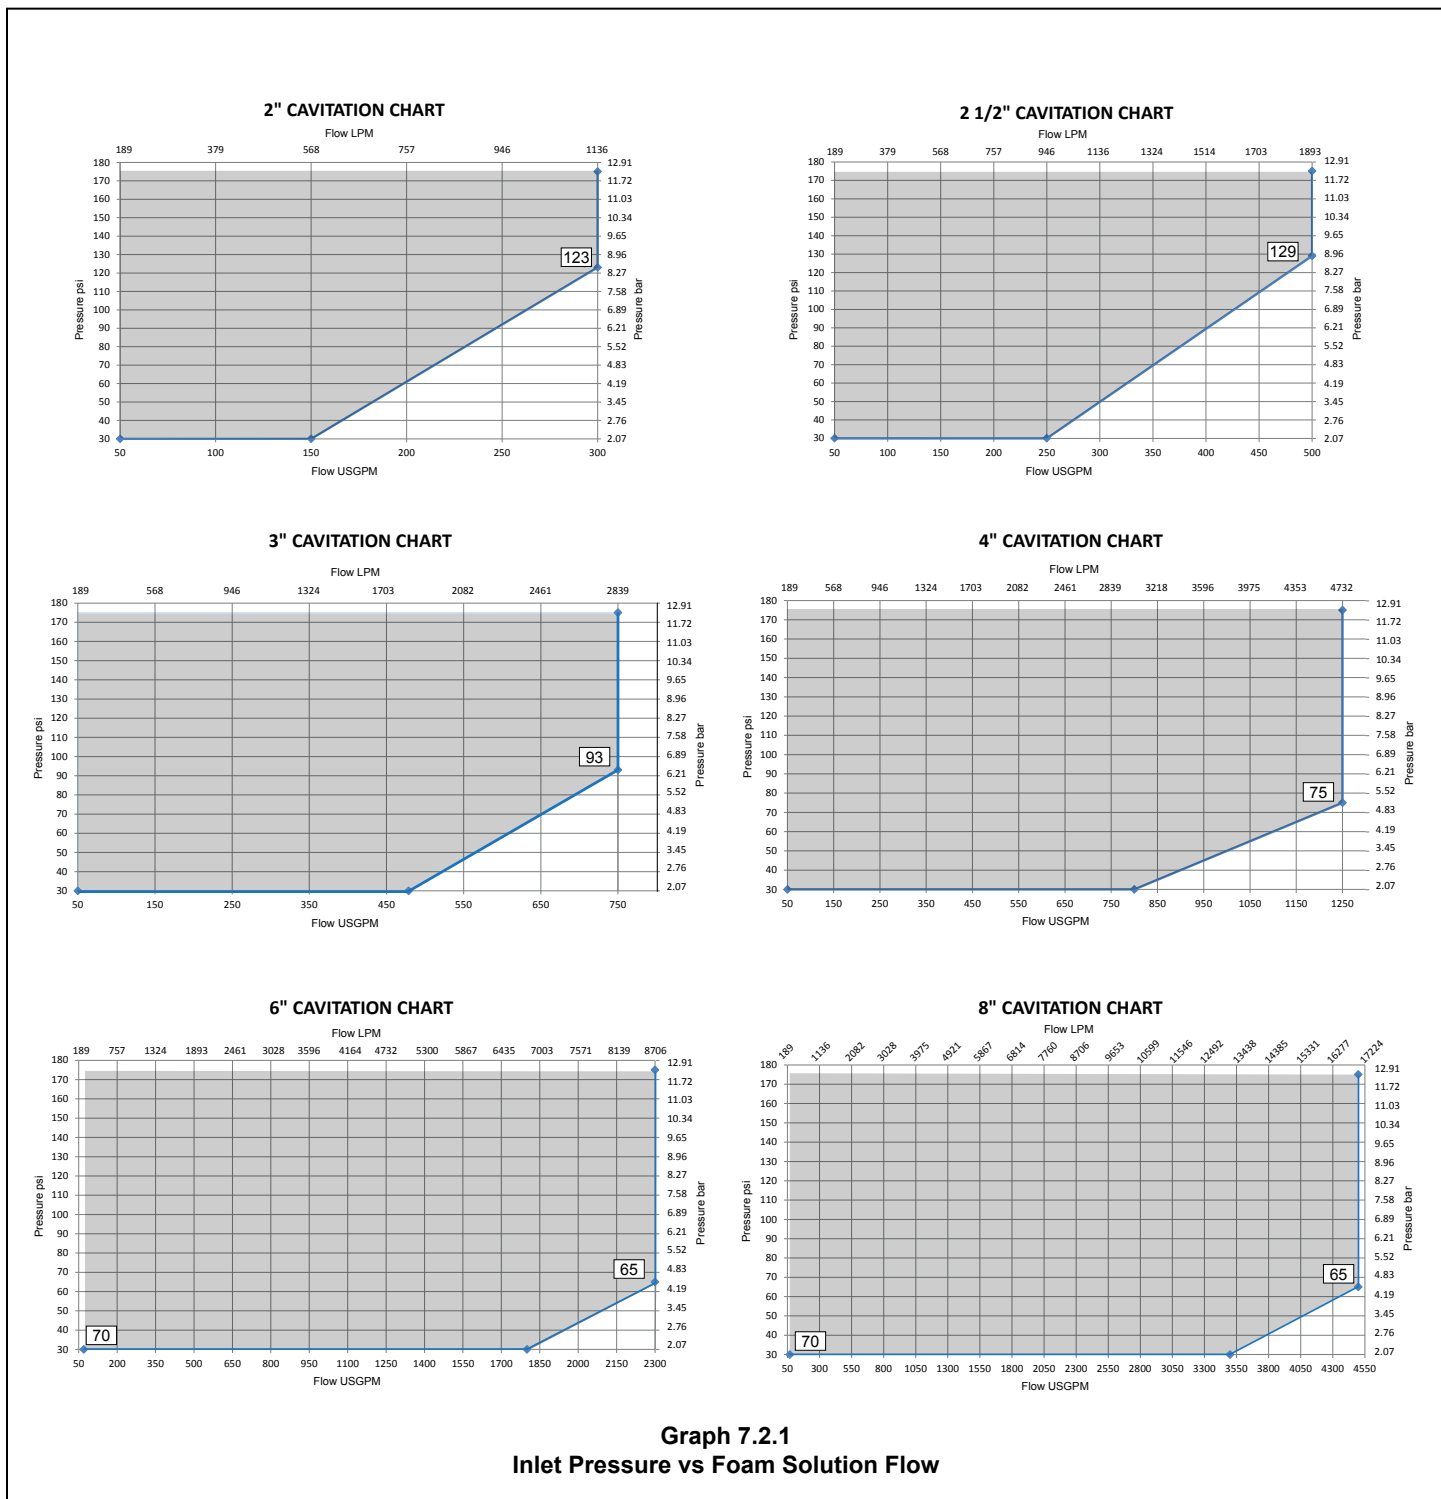 2" CAVITATION CHART
Flow LPM
189 379 568 757 946 1136
180 12.91
170 11.72
160 11.03
150 10.34
140 9.65
130 8.96
123
120 8.27
110 7.58
100 6.89
90 6.21
80 5.52
70 4.83
60 4.19
50 3.45
40 2.76
30 2.07
Pressure psi
Pressure bar
50 100 150 200 250 300
Flow USGPM
2 1/2" CAVITATION CHART
Flow LPM
189 379 568 757 946 1136 1324 1514 1703 1893
180 12.91
170 11.72
160 11.03
150 10.34
140 9.65
130 8.96
129
120 8.27
110 7.58
100 6.89
90 6.21
80 5.52
70 4.83
60 4.19
50 3.45
40 2.76
30 2.07
Pressure psi
Pressure bar
50 100 150 200 250 300 350 400 450 500
Flow USGPM
3" CAVITATION CHART
Flow LPM
189 568 946 1324 1703 2082 2461 2839
180 12.91
170 11.72
160 11.03
150 10.34
140 9.65
130 8.96
120 8.27
110 7.58
100 6.89
93
90 6.21
80 5.52
70 4.83
60 4.19
50 3.45
40 2.76
30 2.07
Pressure psi
Pressure bar
50 150 250 350 450 550 650 750
Flow USGPM
4" CAVITATION CHART
Flow LPM
189 568 946 1324 1703 2082 2461 2839 3218 3596 3975 4353 4732
180 12.91
170 11.72
160 11.03
150 10.34
140 9.65
130 8.96
120 8.27
110 7.58
100 6.89
90 6.21
80 5.52
75
70 4.83
60 4.19
50 3.45
40 2.76
30 2.07
Pressure psi
Pressure bar
50 150 250 350 450 550 650 750 850 950 1050 1150 1250
Flow USGPM
6" CAVITATION CHART
Flow LPM
189 757 1324 1893 2461 3028 3596 4164 4732 5300 5867 6435 7003 7571 8139 8706
180 12.91
170 11.72
160 11.03
150 10.34
140 9.65
130 8.96
120 8.27
110 7.58
100 6.89
90 6.21
80 5.52
70 4.83
65
60 4.19
50 3.45
40 2.76
70
30 2.07
Pressure psi
Pressure bar
50 200 350 500 650 800 950 1100 1250 1400 1550 1700 1850 2000 2150 2300
Flow USGPM
8" CAVITATION CHART
Flow LPM
189 1136 2082 3028 3975 4921 5867 6814 7760 8706 9653 10599 11546 12492 13438 14385 15331 16277 17224
180 12.91
170 11.72
160 11.03
150 10.34
140 9.65
130 8.96
120 8.27
110 7.58
100 6.89
90 6.21
80 5.52
70 4.83
65
60 4.19
50 3.45
40 2.76
70
30 2.07
Pressure psi
Pressure bar
50 300 550 800 1050 1300 1550 1800 2050 2300 2550 2800 3050 3300 3550 3800 4050 4300 4550
Flow USGPM
Graph 7.2.1
Inlet Pressure vs Foam Solution Flow